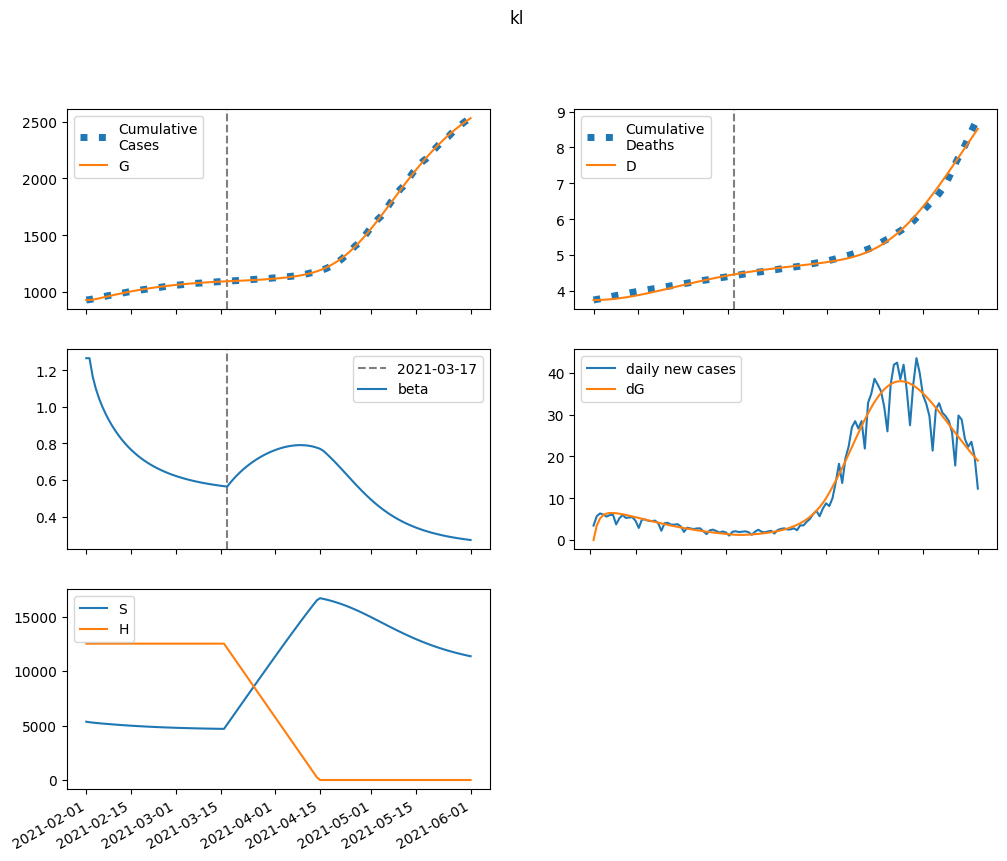 kl
2500
2000
1500
1000
Cumulative
Cases
G
9
8
7
6
5
4
Cumulative
Deaths
D
1.2
1.0
0.8
0.6
0.4
2021-03-17
beta
40
30
20
10
0
daily new cases
dG
15000
10000
5000
0
S
H
2021-02-01
2021-02-15
2021-03-01
2021-03-15
2021-04-01
2021-04-15
2021-05-01
2021-05-15
2021-06-01